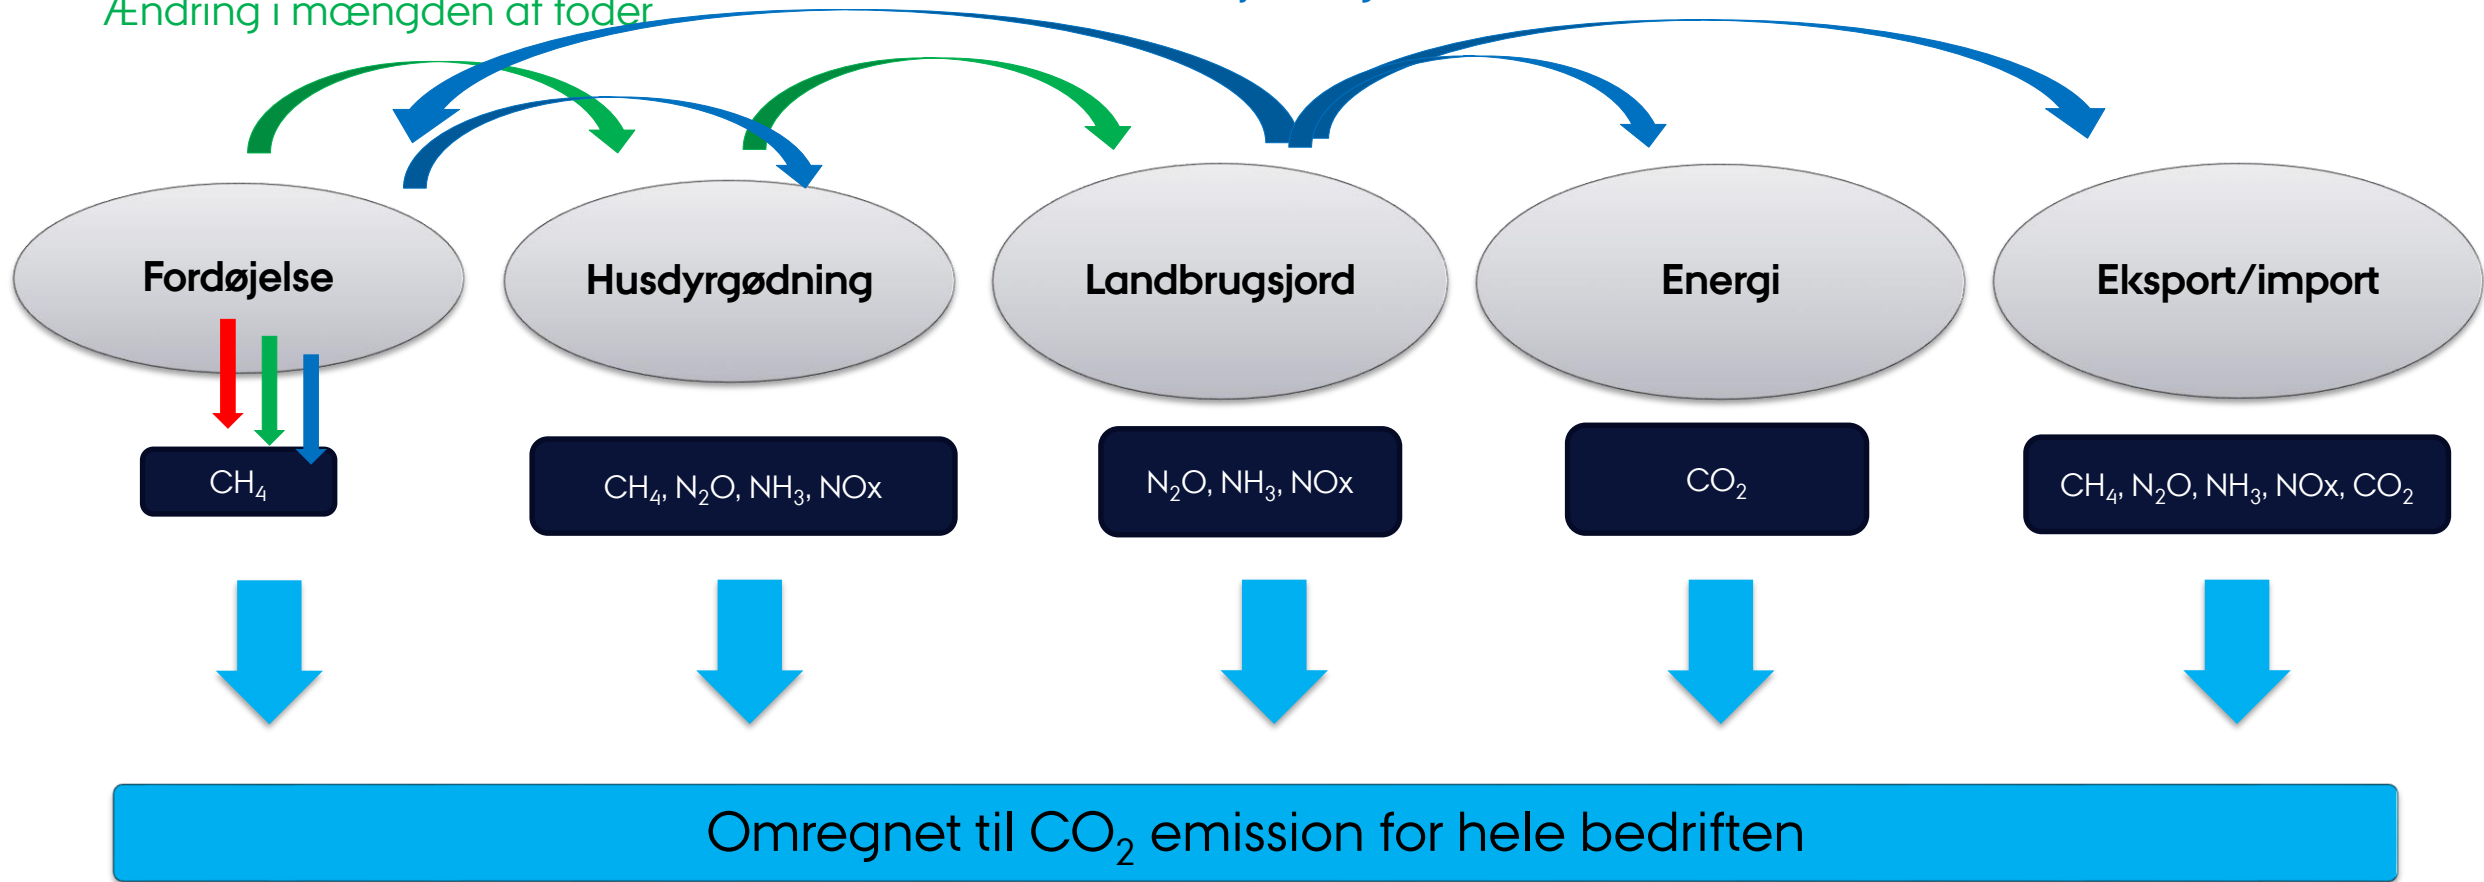 Ændring i mængden af foder
Fordøjelse
Husdyrgødning
Landbrugsjord
Energi
Eksport/import
CH₄
CH₄, N₂O, NH₃, NOx
N₂O, NH₃, NOx
CO₂
CH₄, N₂O, NH₃, NOx, CO₂
Omregnet til CO₂ emission for hele bedriften